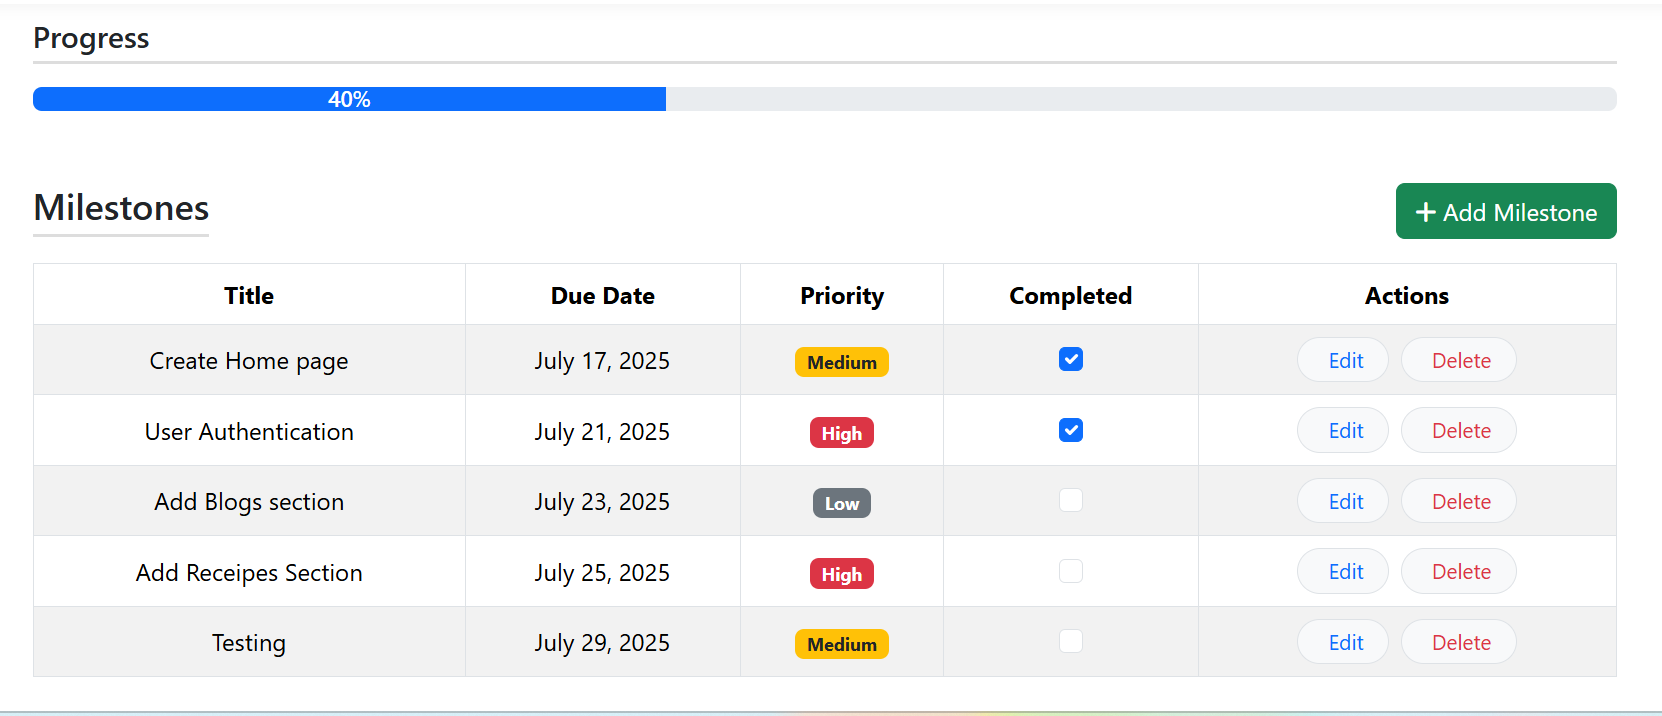 Progress
40%
Milestones
+ Add Milestone
Title Due Date Priority Completed Actions
Create Home page July 17, 2025 Medium Edit Delete
User Authentication July 21, 2025 High Edit Delete
Add Blogs section July 23, 2025 Low Edit Delete
Add Receipes Section July 25, 2025 High Edit Delete
Testing July 29, 2025 Medium Edit Delete